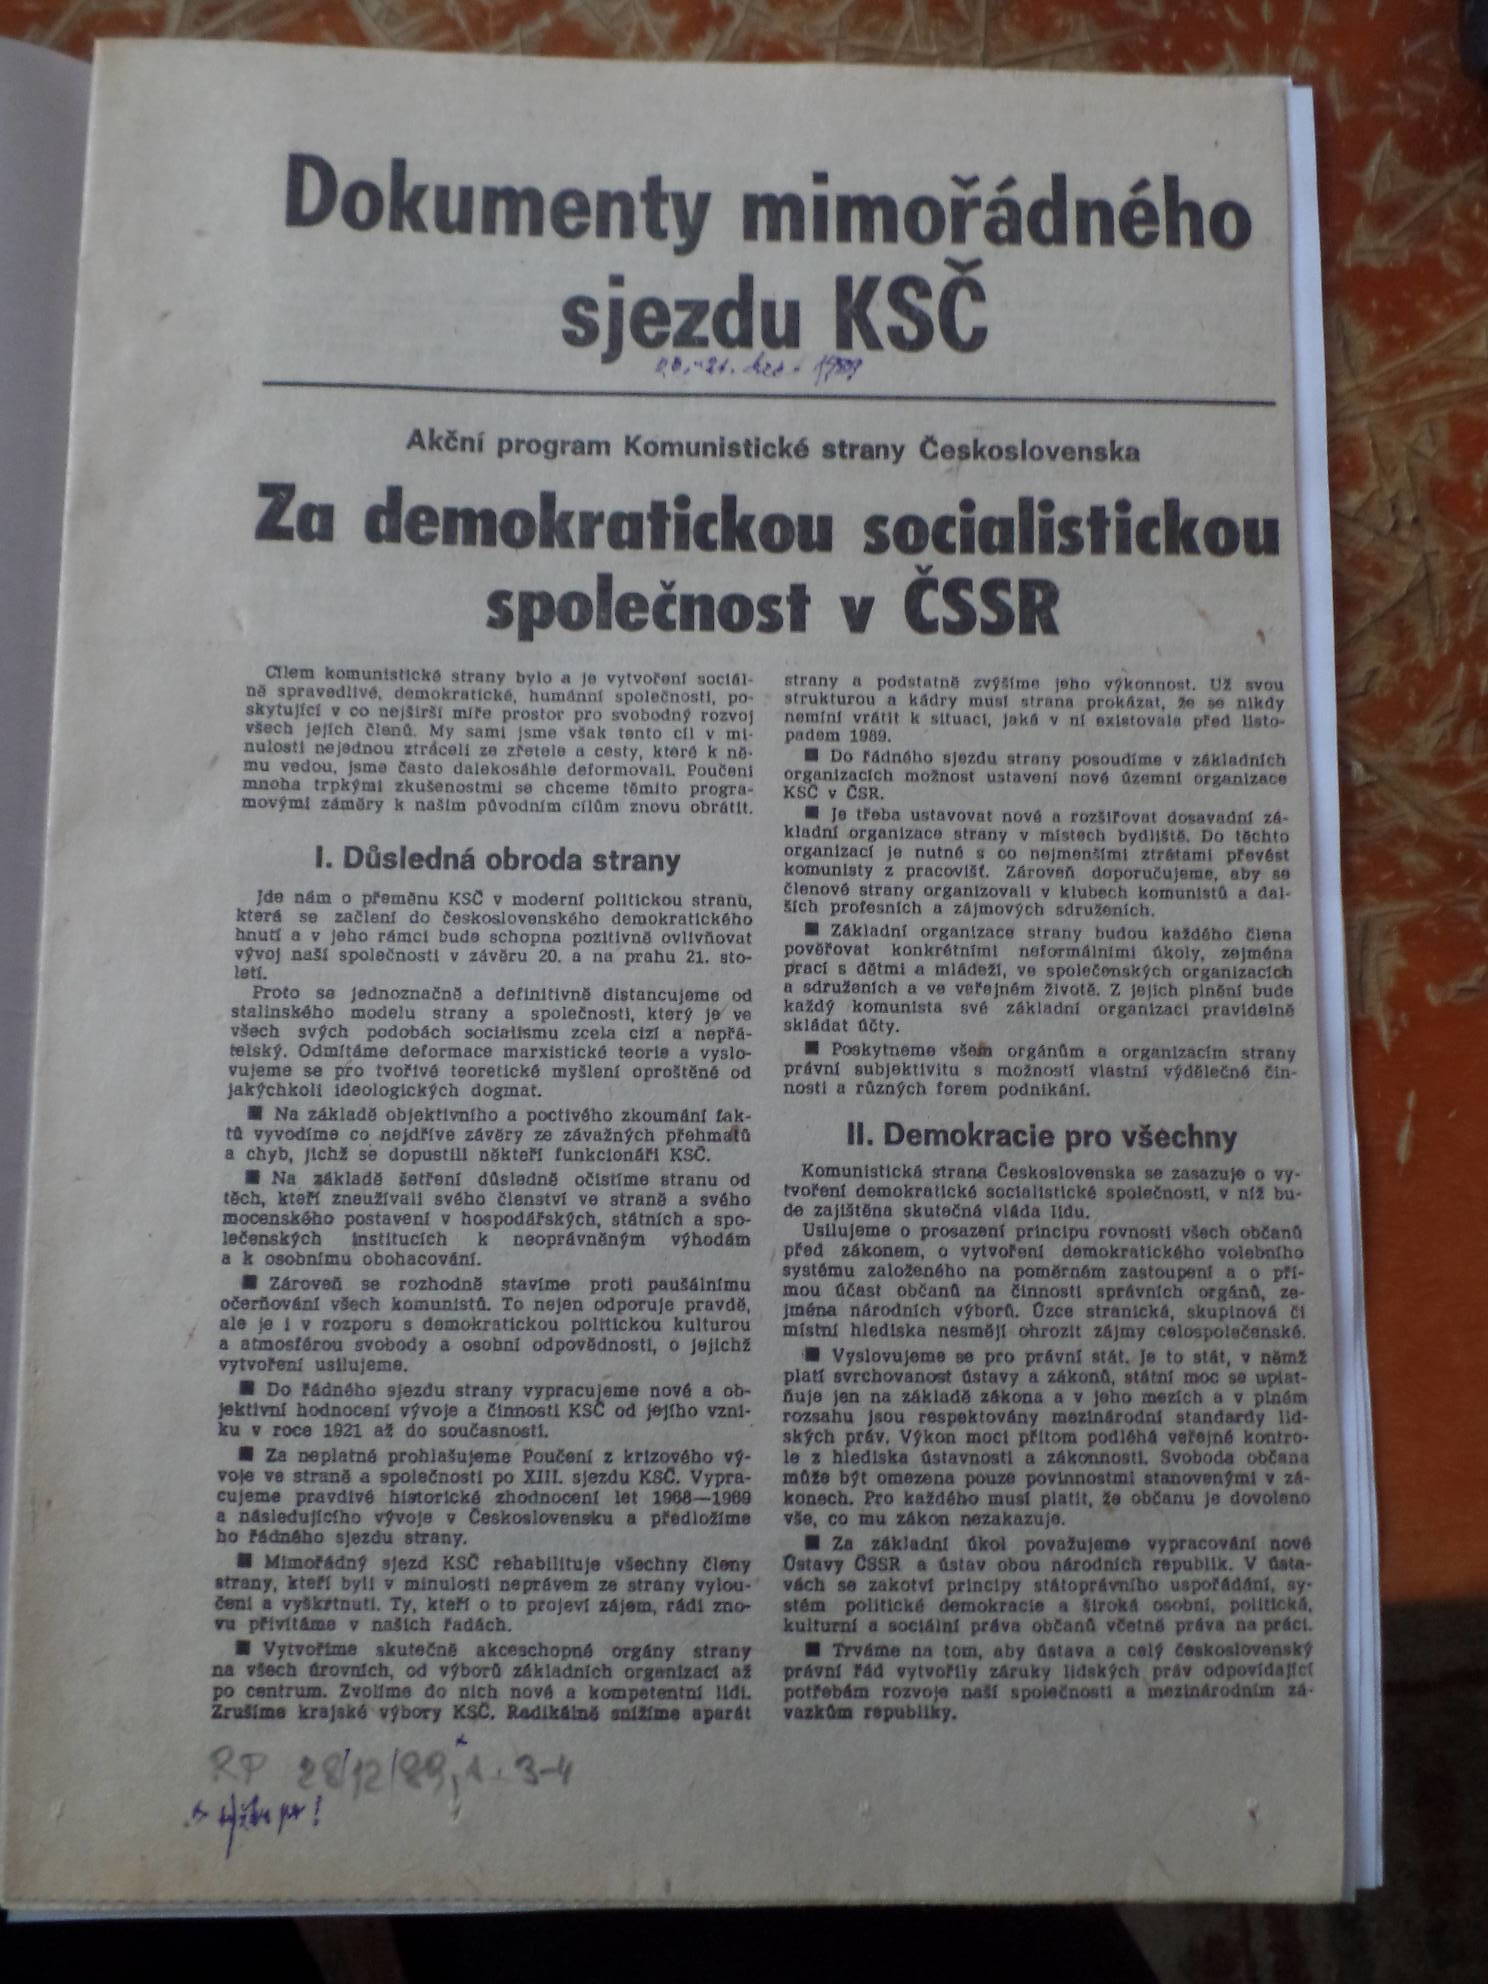 Dokumenty mimořádného
sjezdu KSČ
Akční program Komunistické strany Československa
Za demokratickou socialistickou
společnost v ČSSR
Cílem komunistické strany bylo a je vytvoření sociál-
ně spravedlivé, demokratické, humánní společnosti, po-
skytující v co nejširší míře prostor pro svobodný rozvoj
všech jejích členů. My sami jsme však tento cíl v mi-
nulosti nejednou ztráceli ze zřetele a cesty, které k ně-
mu vedou, jsme často dalekosáhle deformovali. Poučeni
mnoha trpkými zkušenostmi se chceme těmito progra-
movými záměry k našim původním cílům znovu obrátit.
I. Důsledná obroda strany
Jde nám o přeměnu KSČ v moderní politickou stranu,
která se začlení do československého demokratického
hnutí a v jeho rámci bude schopna pozitivně ovlivňovat
vývoj naší společnosti v závěru 20. a na prahu 21. sto-
letí.
Proto se jednoznačně a definitivně distancujeme od
stalinského modelu strany a společnosti, který je ve
všech svých podobách socialismu zcela cizí a nepřá-
telský. Odmítáme deformace marxistické teorie a vyslo-
vujeme se pro tvořivé teoretické myšlení oproštěné od
jakýchkoli ideologických dogmat.
■ Na základě objektivního a poctivého zkoumání fak-
tů vyvodíme co nejdříve závěry ze závažných přehmatů
a chyb, jichž se dopustili někteří funkcionáři KSČ.
■ Na základě šetření důsledně očistíme stranu od
těch, kteří zneužívali svého členství ve straně a svého
mocenského postavení v hospodářských, státních a spo-
lečenských institucích k neoprávněným výhodám
a k osobnímu obohacování.
■ Zároveň se rozhodně stavíme proti paušálnímu
očerňování všech komunistů. To nejen odporuje pravdě,
ale je i v rozporu s demokratickou politickou kulturou
a atmosférou svobody a osobní odpovědnosti, o jejichž
vytvoření usilujeme.
■ Do řádného sjezdu strany vypracujeme nové a ob-
jektivní hodnocení vývoje a činnosti KSČ od jejího vzni-
ku v roce 1921 až do současnosti.
■ Za neplatné prohlašujeme Poučení z krizového vý-
voje ve straně a společnosti po XIII. sjezdu KSČ. Vypra-
cujeme pravdivé historické zhodnocení let 1968—1969
a následujícího vývoje v Československu a předložíme
ho řádného sjezdu strany.
■ Mimořádný sjezd KSČ rehabilituje všechny členy
strany, kteří byli v minulosti neprávem ze strany vylou-
čeni a vyškrtnuti. Ty, kteří o to projeví zájem, rádi zno-
vu přivítáme v našich řadách.
■ Vytvoříme skutečně akceschopné orgány strany
na všech úrovních, od výborů základních organizací až
po centrum. Zvolíme do nich nové a kompetentní lidi.
Zrušíme krajské výbory KSČ. Radikálně snížíme aparát
strany a podstatně zvýšíme jeho výkonnost. Už svou
strukturou a kádry musí strana prokázat, že se nikdy
nemíní vrátit k situaci, jaká v ní existovala před listo-
padem 1989.
■ Do řádného sjezdu strany posoudíme v základních
organizacích možnost ustavení nové územní organizace
KSČ v ČSR.
■ Je třeba ustavovat nové a rozšiřovat dosavadní zá-
kladní organizace strany v místech bydliště. Do těchto
organizací je nutné s co nejmenšími ztrátami převést
komunisty z pracovišť. Zároveň doporučujeme, aby se
členové strany organizovali v klubech komunistů a dal-
ších profesních a zájmových sdruženích.
■ Základní organizace strany budou každého člena
pověřovat konkrétními neformálními úkoly, zejména
prací s dětmi a mládeží, ve společenských organizacích
a sdruženích a ve veřejném životě. Z jejich plnění bude
každý komunista své základní organizaci pravidelně
skládat účty.
■ Poskytneme všem orgánům a organizacím strany
právní subjektivitu s možností vlastní výdělečné čin-
nosti a různých forem podnikání.
II. Demokracie pro všechny
Komunistická strana Československa se zasazuje o vy-
tvoření demokratické socialistické společnosti, v níž bu-
de zajištěna skutečná vláda lidu.
Usilujeme o prosazení principu rovnosti všech občanů
před zákonem, o vytvoření demokratického volebního
systému založeného na poměrném zastoupení a o pří-
mou účast občanů na činnosti správních orgánů, ze-
jména národních výborů. Úzce stranická, skupinová či
místní hlediska nesmějí ohrozit zájmy celospolečenské.
■ Vyslovujeme se pro právní stát. Je to stát, v němž
platí svrchovanost ústavy a zákonů, státní moc se uplat-
ňuje jen na základě zákona a v jeho mezích a v plném
rozsahu jsou respektovány mezinárodní standardy lid-
ských práv. Výkon moci přitom podléhá veřejné kontro-
le z hlediska ústavnosti a zákonnosti. Svoboda občana
může být omezena pouze povinnostmi stanovenými v zá-
konech. Pro každého musí platit, že občanu je dovoleno
vše, co mu zákon nezakazuje.
■ Za základní úkol považujeme vypracování nové
Ústavy ČSSR a ústav obou národních republik. V ústa-
vách se zakotví principy státoprávního uspořádání, sy-
stém politické demokracie a široká osobní, politická,
kulturní a sociální práva občanů včetně práva na práci.
■ Trváme na tom, aby ústava a celý československý
právní řád vytvořily záruky lidských práv odpovídající
potřebám rozvoje naší společnosti a mezinárodním zá-
vazkům republiky.
RP 28/12/89, 3-4